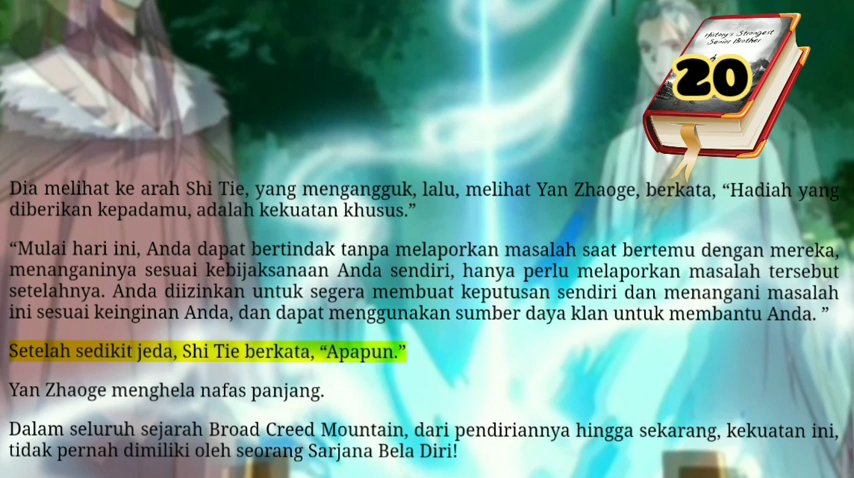 History's Strongest
Senior Brother
20
Dia melihat ke arah Shi Tie, yang mengangguk, lalu, melihat Yan Zhaoge, berkata, “Hadiah yang
diberikan kepadamu, adalah kekuatan khusus.”
“Mulai hari ini, Anda dapat bertindak tanpa melaporkan masalah saat bertemu dengan mereka,
menanganinya sesuai kebijaksanaan Anda sendiri, hanya perlu melaporkan masalah tersebut
setelahnya. Anda diizinkan untuk segera membuat keputusan sendiri dan menangani masalah
ini sesuai keinginan Anda, dan dapat menggunakan sumber daya klan untuk membantu Anda. ”
Setelah sedikit jeda, Shi Tie berkata, “Apapun.”
Yan Zhaoge menghela nafas panjang.
Dalam seluruh sejarah Broad Creed Mountain, dari pendiriannya hingga sekarang, kekuatan ini,
tidak pernah dimiliki oleh seorang Sarjana Bela Diri!